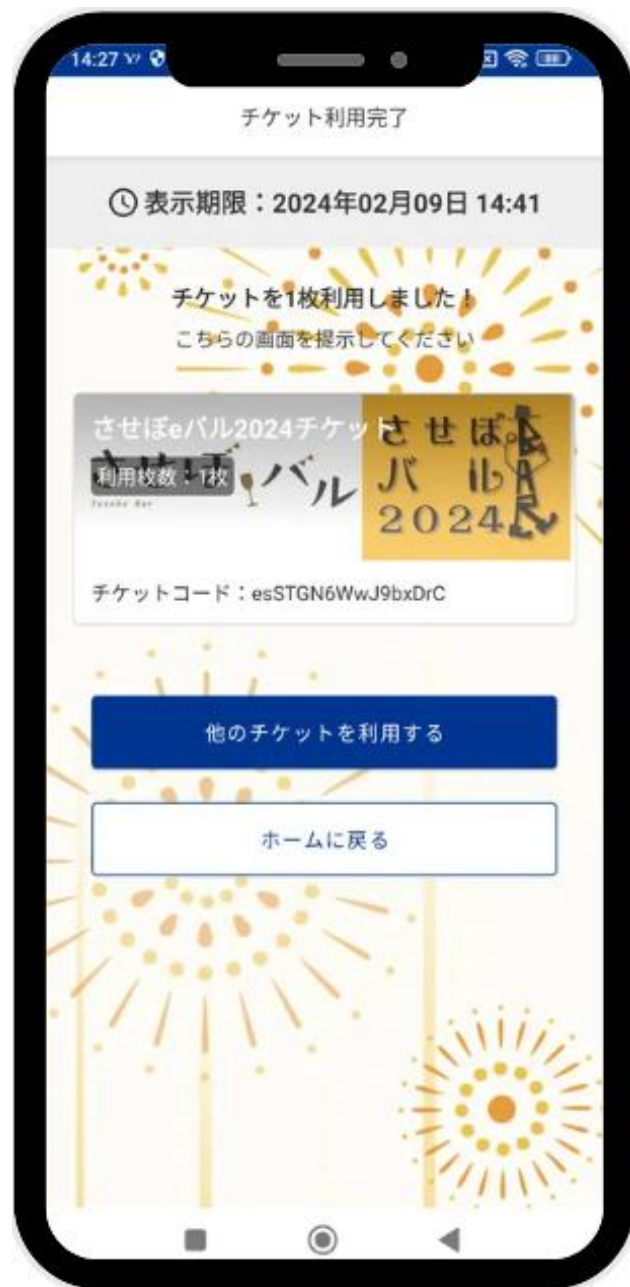 14:27
チケット利用完了
表示期限：2024年02月09日 14:41
チケットを1枚利用しました！
こちらの画面を提示してください
させぼeバル2024チケット
利用枚数：1枚
させぼ
バル
2024
チケットコード：esSTGN6WwJ9bxDrC
他のチケットを利用する
ホームに戻る